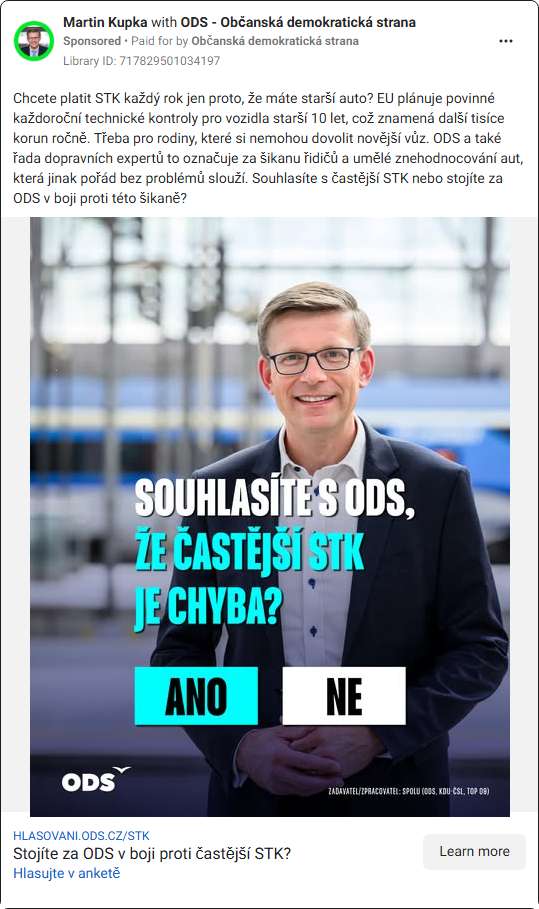 Martin Kupka with ODS - Občanská demokratická strana
Sponsored • Paid for by Občanská demokratická strana
Library ID: 717829501034197
Chcete platit STK každý rok jen proto, že máte starší auto? EU plánuje povinné
každoroční technické kontroly pro vozidla starší 10 let, což znamená další tisíce
korun ročně. Třeba pro rodiny, které si nemohou dovolit novější vůz. ODS a také
řada dopravních expertů to označuje za šikanu řidičů a umělé znehodnocování aut,
která jinak pořád bez problémů slouží. Souhlasíte s častější STK nebo stojíte za
ODS v boji proti této šikaně?
SOUHLASÍTE S ODS,
ŽE ČASTĚJŠÍ STK
JE CHYBA?
ANO NE
ODS
ZADAVATEL/ZPRACOVATEL: SPOLU (ODS, KDU-ČSL, TOP 09)
HLASOVANI.ODS.CZ/STK
Stojíte za ODS v boji proti častější STK?
Learn more
Hlasujte v anketě